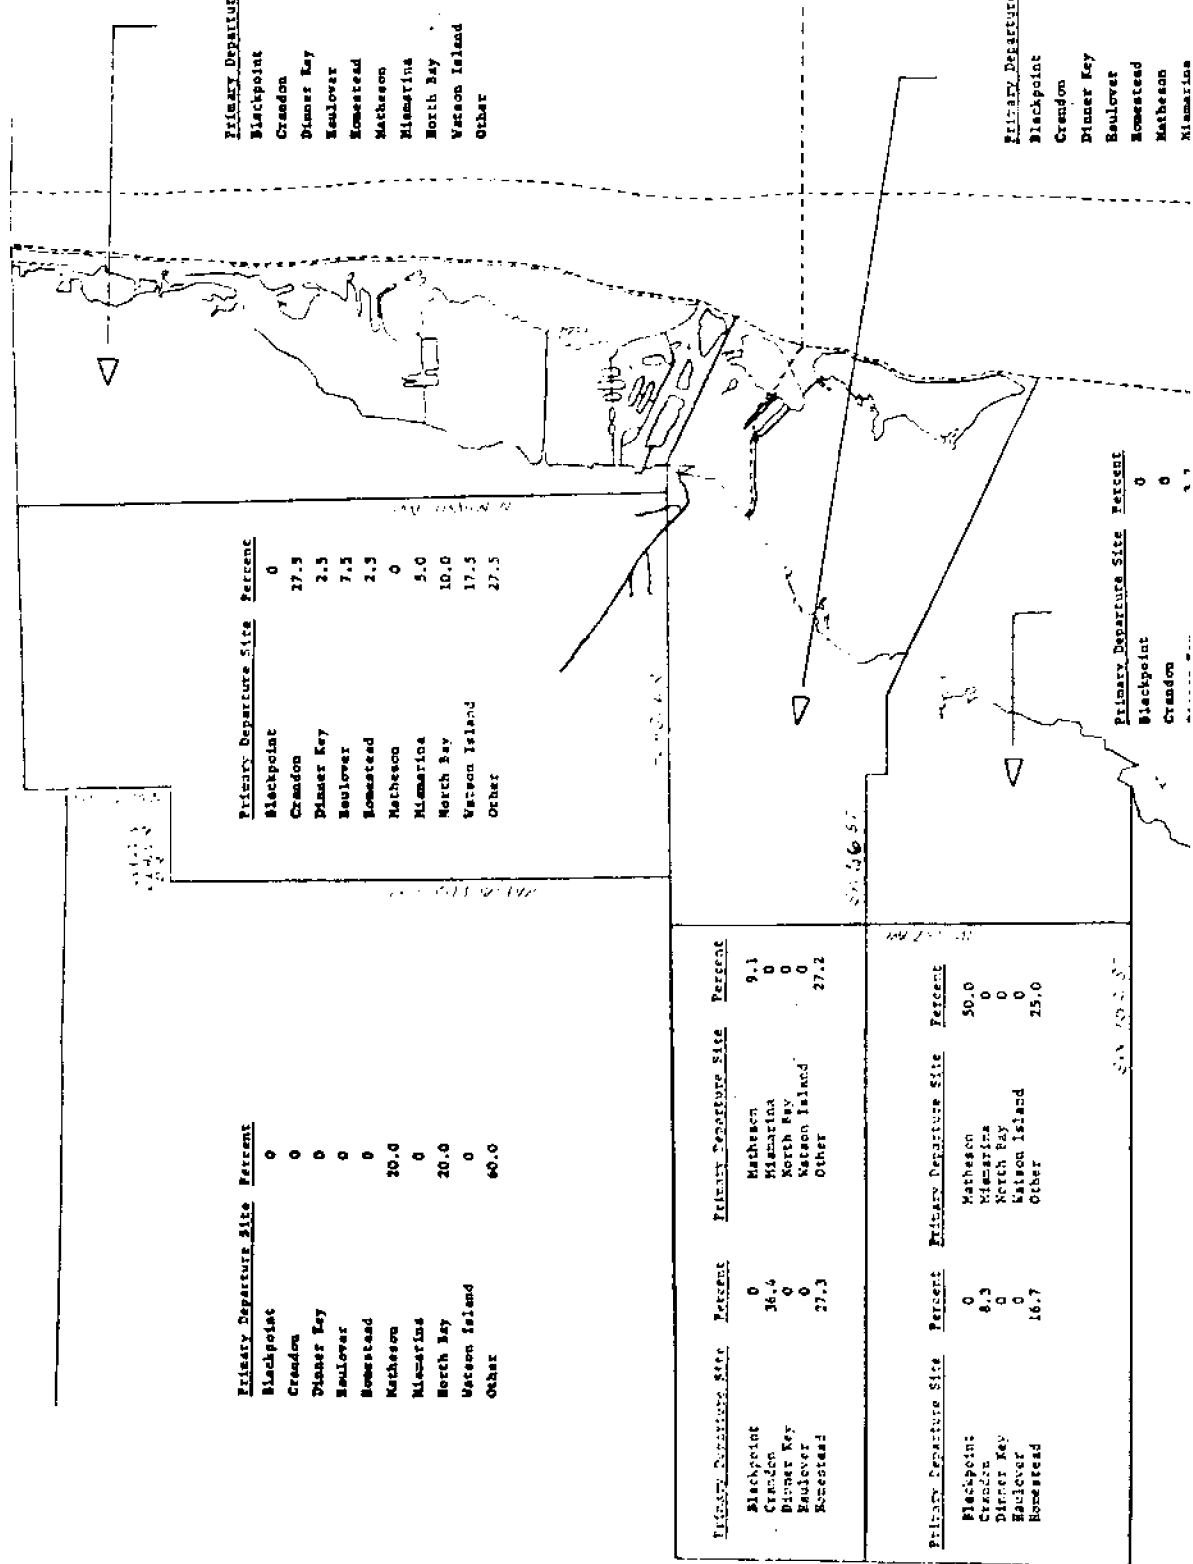 Primary Departure Site Percent
Blackpoint 0
Crandon 0
Dinner Key 0
Haulover 0
Homestead 0
Matheson 20.0
Miamarina 0
North Bay 20.0
Watson Island 0
Other 60.0
Primary Departure Site Percent
Blackpoint 0
Crandon 27.5
Dinner Key 2.5
Haulover 7.5
Homestead 2.5
Matheson 0
Miamarina 5.0
North Bay 10.0
Watson Island 17.5
Other 27.5
Primary Departure
Blackpoint
Crandon
Dinner Key
Haulover
Homestead
Matheson
Miamarina
North Bay
Watson Island
Other
Primary Departure Site Percent Primary Departure Site Percent
Blackpoint 0 Matheson 9.1
Crandon 36.4 Miamarina 0
Dinner Key 0 North Bay 0
Haulover 0 Watson Island 0
Homestead 27.3 Other 27.2
Primary Departure Site Percent Primary Departure Site Percent
Blackpoint 0 Matheson 50.0
Crandon 8.3 Miamarina 0
Dinner Key 0 North Bay 0
Haulover 0 Watson Island 0
Homestead 16.7 Other 25.0
Primary Departure Site Percent
Blackpoint 0
Crandon 0
Primary Departure
Blackpoint
Crandon
Dinner Key
Haulover
Homestead
Matheson
Miamarina